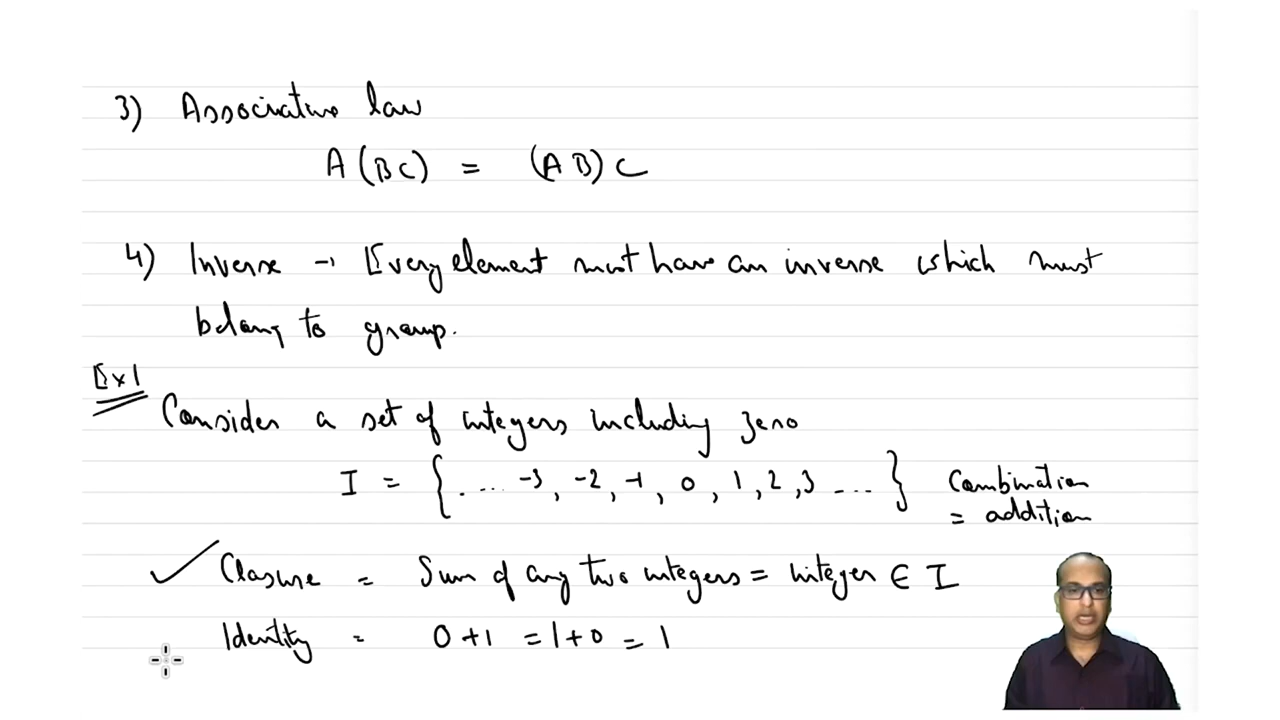 3) Associative law
A(BC) = (AB)C
4) Inverse → Every element must have an inverse which must
belong to group.
Ex1
Consider a set of integers including zero
I = { .... -3, -2, -1, 0, 1, 2, 3 .... } Combination
= addition
✓ Closure = Sum of any two integers = integer ∈ I
Identity = 0+1 = 1+0 = 1